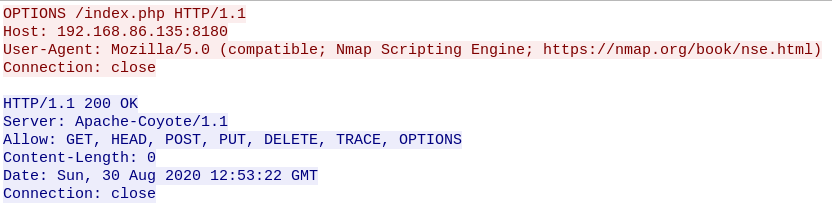 OPTIONS /index.php HTTP/1.1
Host: 192.168.86.135:8180
User-Agent: Mozilla/5.0 (compatible; Nmap Scripting Engine; https://nmap.org/book/nse.html)
Connection: close

HTTP/1.1 200 OK
Server: Apache-Coyote/1.1
Allow: GET, HEAD, POST, PUT, DELETE, TRACE, OPTIONS
Content-Length: 0
Date: Sun, 30 Aug 2020 12:53:22 GMT
Connection: close